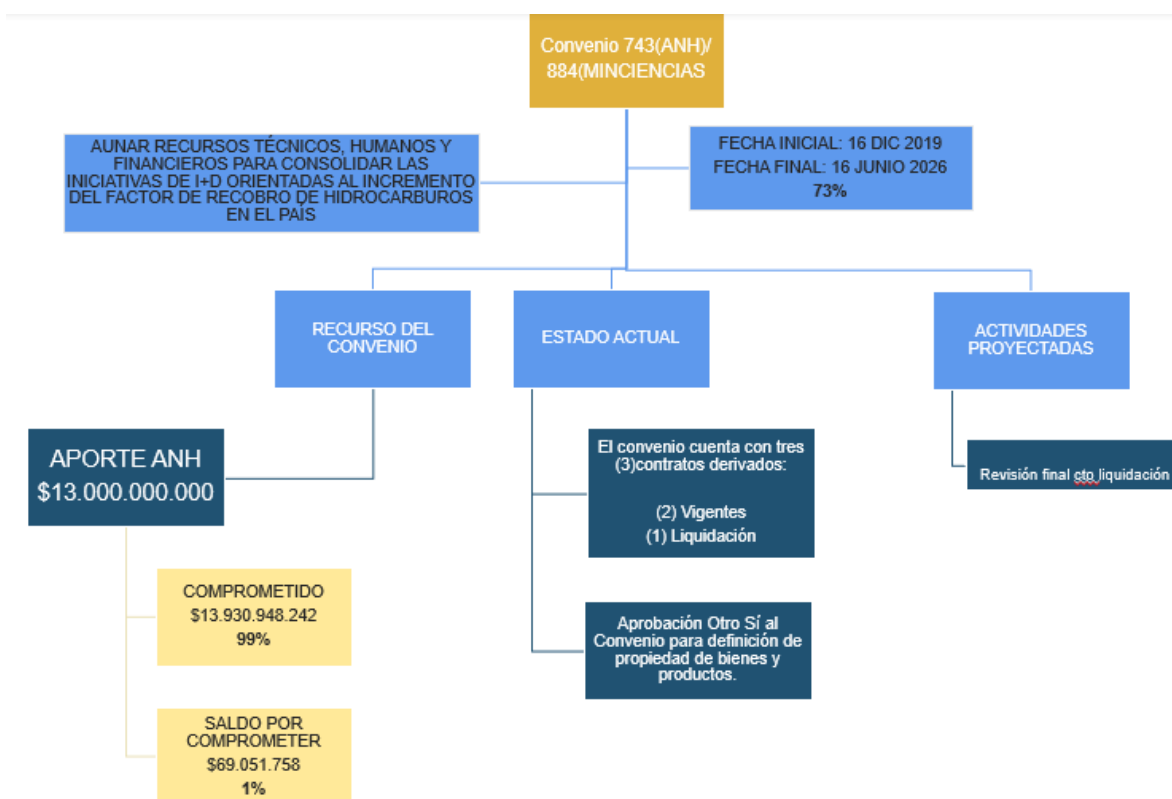 Convenio 743(ANH)/
884(MINCIENCIAS
AUNAR RECURSOS TÉCNICOS, HUMANOS Y
FINANCIEROS PARA CONSOLIDAR LAS
INICIATIVAS DE I+D ORIENTADAS AL INCREMENTO
DEL FACTOR DE RECOBRO DE HIDROCARBUROS
EN EL PAÍS
FECHA INICIAL: 16 DIC 2019
FECHA FINAL: 16 JUNIO 2026
73%
RECURSO DEL
CONVENIO
ESTADO ACTUAL
ACTIVIDADES
PROYECTADAS
APORTE ANH
$13.000.000.000
COMPROMETIDO
$13.930.948.242
99%
SALDO POR
COMPROMETER
$69.051.758
1%
El convenio cuenta con tres
(3)contratos derivados:
(2) Vigentes
(1) Liquidación
Aprobación Otro Sí al
Convenio para definición de
propiedad de bienes y
productos.
Revisión final cto liquidación